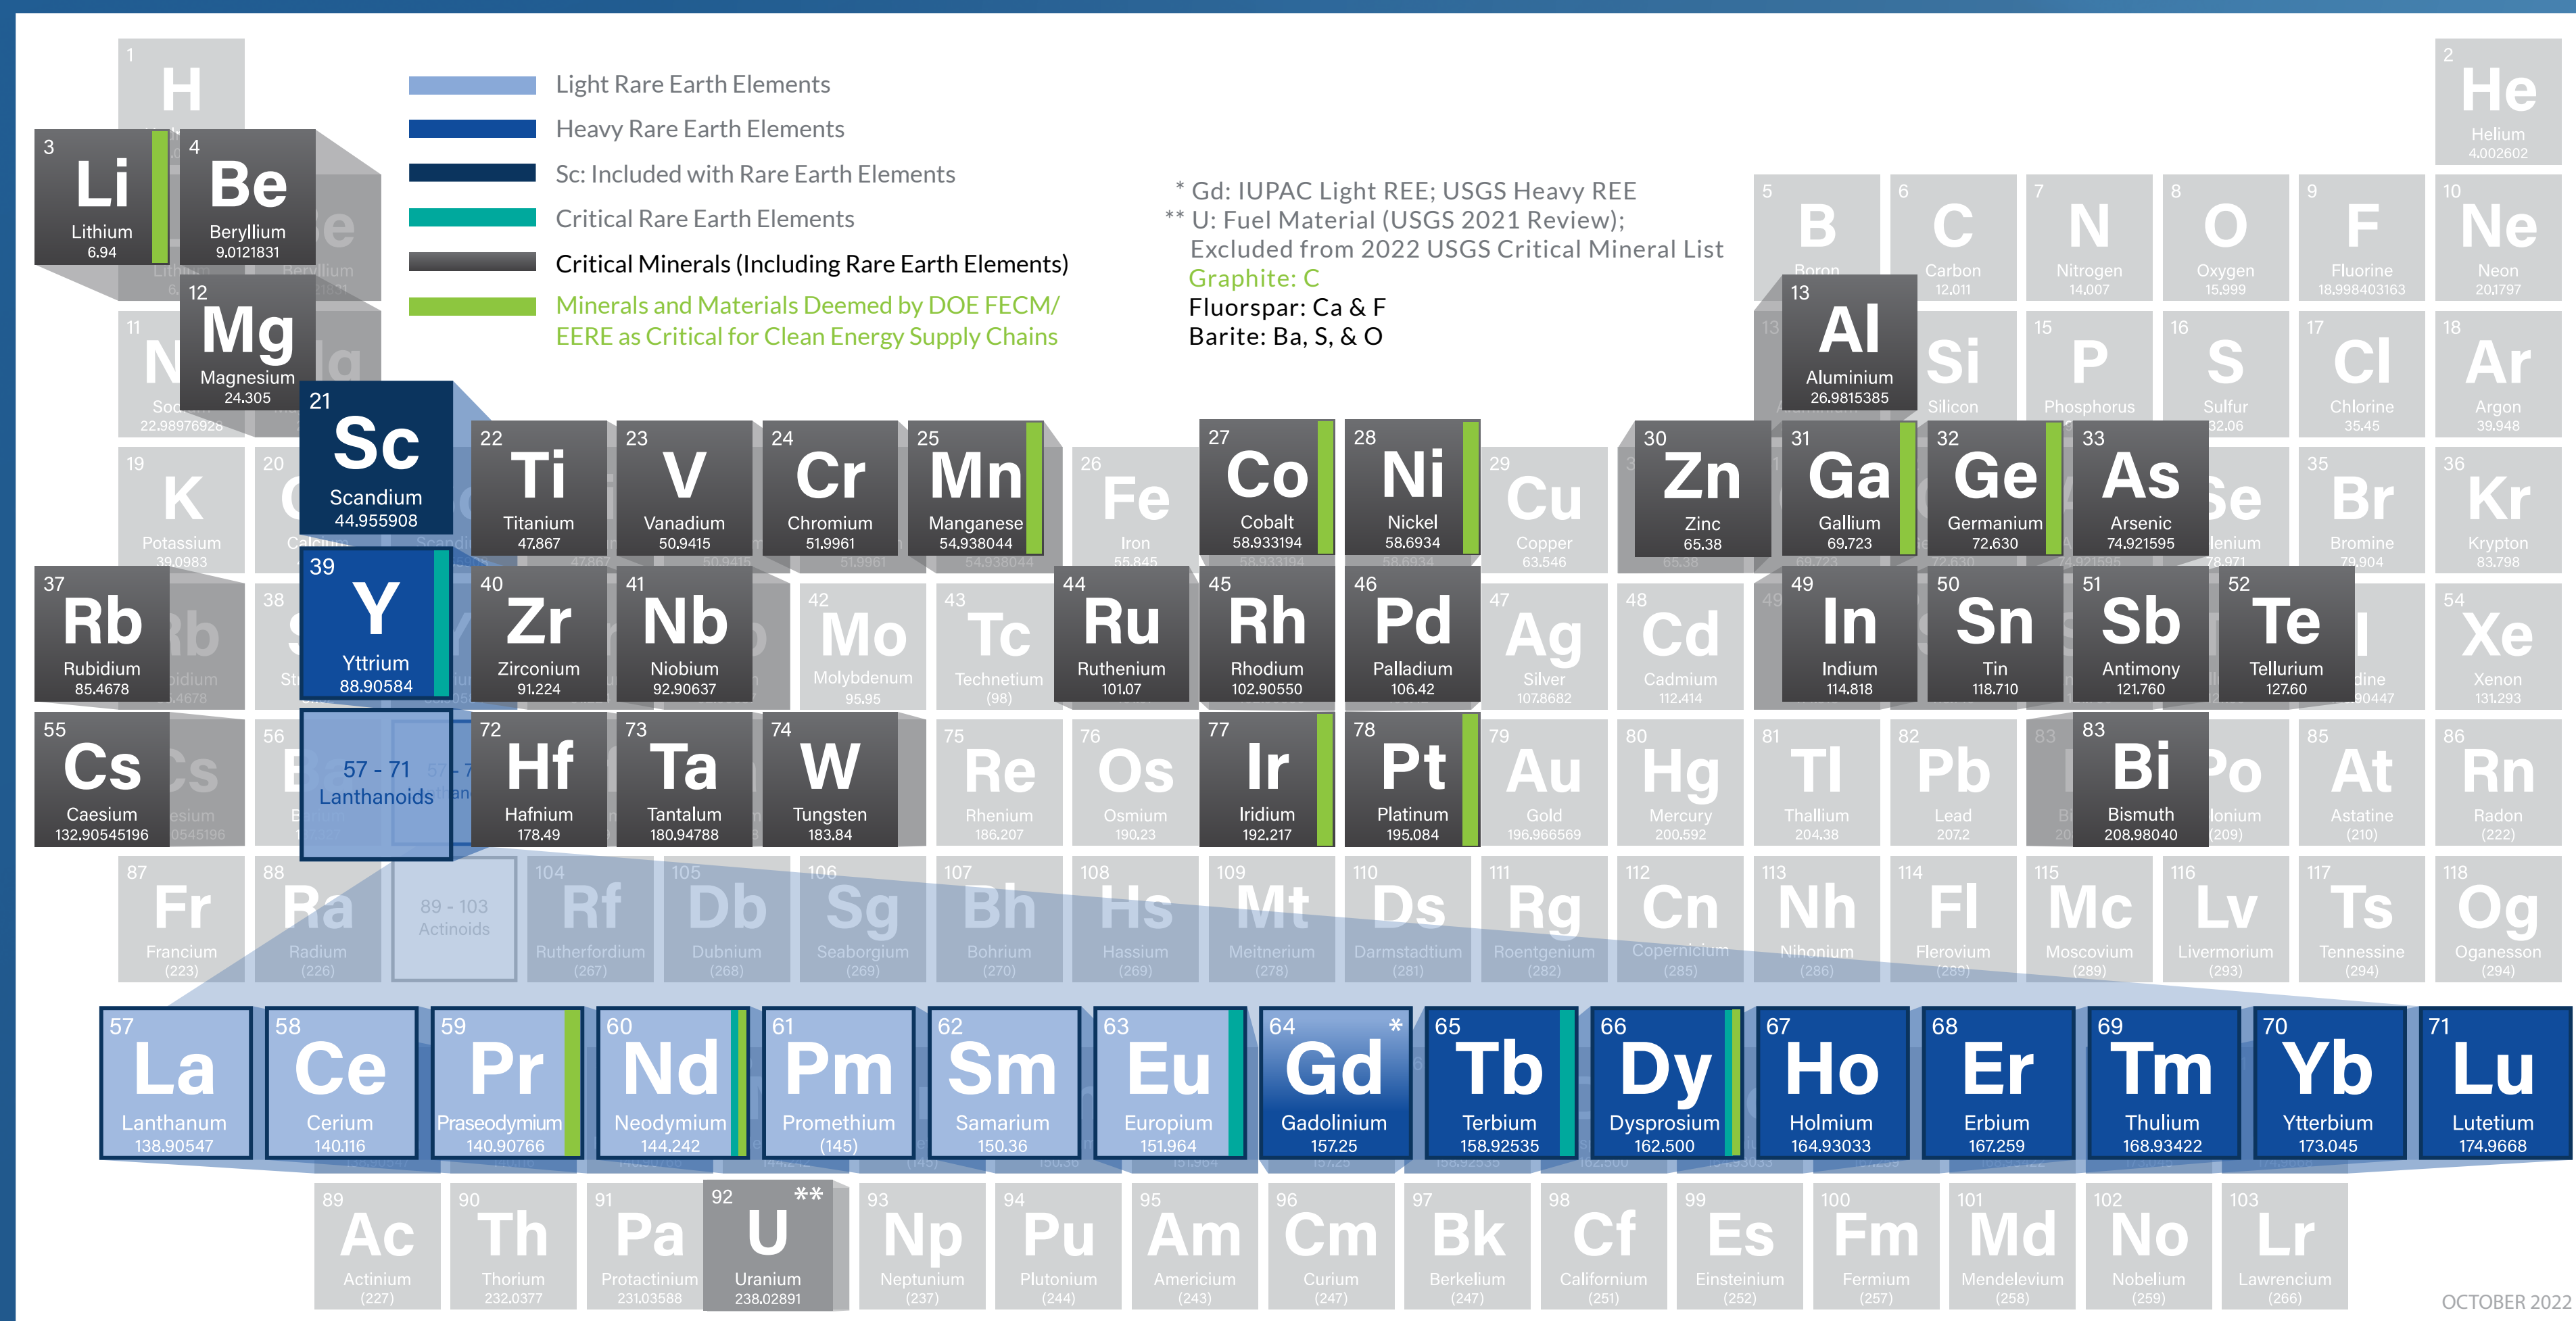 1
H
2
He
Helium
4.002602
Light Rare Earth Elements
Heavy Rare Earth Elements
Sc: Included with Rare Earth Elements
Critical Rare Earth Elements
Critical Minerals (Including Rare Earth Elements)
Minerals and Materials Deemed by DOE FECM/
EERE as Critical for Clean Energy Supply Chains
* Gd: IUPAC Light REE; USGS Heavy REE
** U: Fuel Material (USGS 2021 Review);
Excluded from 2022 USGS Critical Mineral List
Graphite: C
Fluorspar: Ca & F
Barite: Ba, S, & O
3
Li
Lithium
6.94
4
Be
Beryllium
9.0121831
5
B
Boron
6
C
Carbon
12.011
7
N
Nitrogen
14.007
8
O
Oxygen
15.999
9
F
Fluorine
18.998403163
10
Ne
Neon
20.1797
11
N
22.98976928
12
Mg
Magnesium
24.305
13
Al
Aluminium
26.9815385
Si
Silicon
15
P
Phosphorus
16
S
Sulfur
32.06
17
Cl
Chlorine
35.45
18
Ar
Argon
39.948
19
K
Potassium
39.0983
20
Calcium
21
Sc
Scandium
44.955908
22
Ti
Titanium
47.867
23
V
Vanadium
50.9415
24
Cr
Chromium
51.9961
25
Mn
Manganese
54.938044
26
Fe
Iron
55.845
27
Co
Cobalt
58.933194
28
Ni
Nickel
58.6934
29
Cu
Copper
63.546
30
Zn
Zinc
65.38
31
Ga
Gallium
69.723
32
Ge
Germanium
72.630
33
As
Arsenic
74.921595
Se
lenium
78.971
35
Br
Bromine
79.904
36
Kr
Krypton
83.798
37
Rb
Rubidium
85.4678
38
39
Y
Yttrium
88.90584
40
Zr
Zirconium
91.224
41
Nb
Niobium
92.90637
42
Mo
Molybdenum
95.95
43
Tc
Technetium
(98)
44
Ru
Ruthenium
101.07
45
Rh
Rhodium
102.90550
46
Pd
Palladium
106.42
47
Ag
Silver
107.8682
48
Cd
Cadmium
112.414
49
In
Indium
114.818
50
Sn
Tin
118.710
51
Sb
Antimony
121.760
52
Te
Tellurium
127.60
I
dine
90447
54
Xe
Xenon
131.293
55
Cs
Caesium
132.90545196
56
Ba
57 - 71
Lanthanoids
72
Hf
Hafnium
178.49
73
Ta
Tantalum
180.94788
74
W
Tungsten
183.84
75
Re
Rhenium
186.207
76
Os
Osmium
190.23
77
Ir
Iridium
192.217
78
Pt
Platinum
195.084
79
Au
Gold
196.966569
80
Hg
Mercury
200.592
81
Tl
Thallium
204.38
82
Pb
Lead
207.2
83
Bi
Bismuth
208.98040
Po
lonium
(209)
85
At
Astatine
(210)
86
Rn
Radon
(222)
87
Fr
Francium
(223)
88
Ra
Radium
(226)
89 - 103
Actinoids
104
Rf
Rutherfordium
(267)
105
Db
Dubnium
(268)
106
Sg
Seaborgium
(269)
107
Bh
Bohrium
(270)
108
Hs
Hassium
(269)
109
Mt
Meitnerium
(278)
110
Ds
Darmstadtium
(281)
111
Rg
Roentgenium
(282)
112
Cn
Copernicium
(285)
113
Nh
Nihonium
(286)
114
Fl
Flerovium
(289)
115
Mc
Moscovium
(289)
116
Lv
Livermorium
(293)
117
Ts
Tennessine
(294)
118
Og
Oganesson
(294)
57
La
Lanthanum
138.90547
58
Ce
Cerium
140.116
59
Pr
Praseodymium
140.90766
60
Nd
Neodymium
144.242
61
Pm
Promethium
(145)
62
Sm
Samarium
150.36
63
Eu
Europium
151.964
64 *
Gd
Gadolinium
157.25
65
Tb
Terbium
158.92535
66
Dy
Dysprosium
162.500
67
Ho
Holmium
164.93033
68
Er
Erbium
167.259
69
Tm
Thulium
168.93422
70
Yb
Ytterbium
173.045
71
Lu
Lutetium
174.9668
89
Ac
Actinium
(227)
90
Th
Thorium
232.0377
91
Pa
Protactinium
231.03588
92 **
U
Uranium
238.02891
93
Np
Neptunium
(237)
94
Pu
Plutonium
(244)
95
Am
Americium
(243)
96
Cm
Curium
(247)
97
Bk
Berkelium
(247)
98
Cf
Californium
(251)
99
Es
Einsteinium
(252)
100
Fm
Fermium
(257)
101
Md
Mendelevium
(258)
102
No
Nobelium
(259)
103
Lr
Lawrencium
(266)
OCTOBER 2022